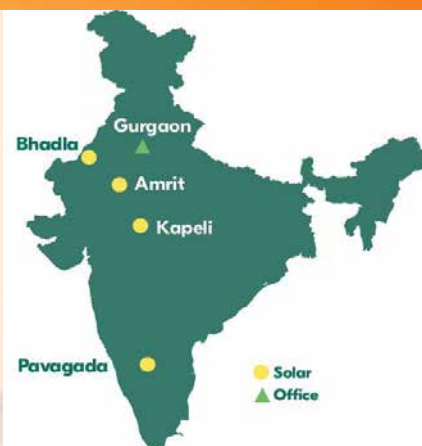 Gurgaon
Bhadla
Amrit
Kapeli
Pavagada
Solar
Office